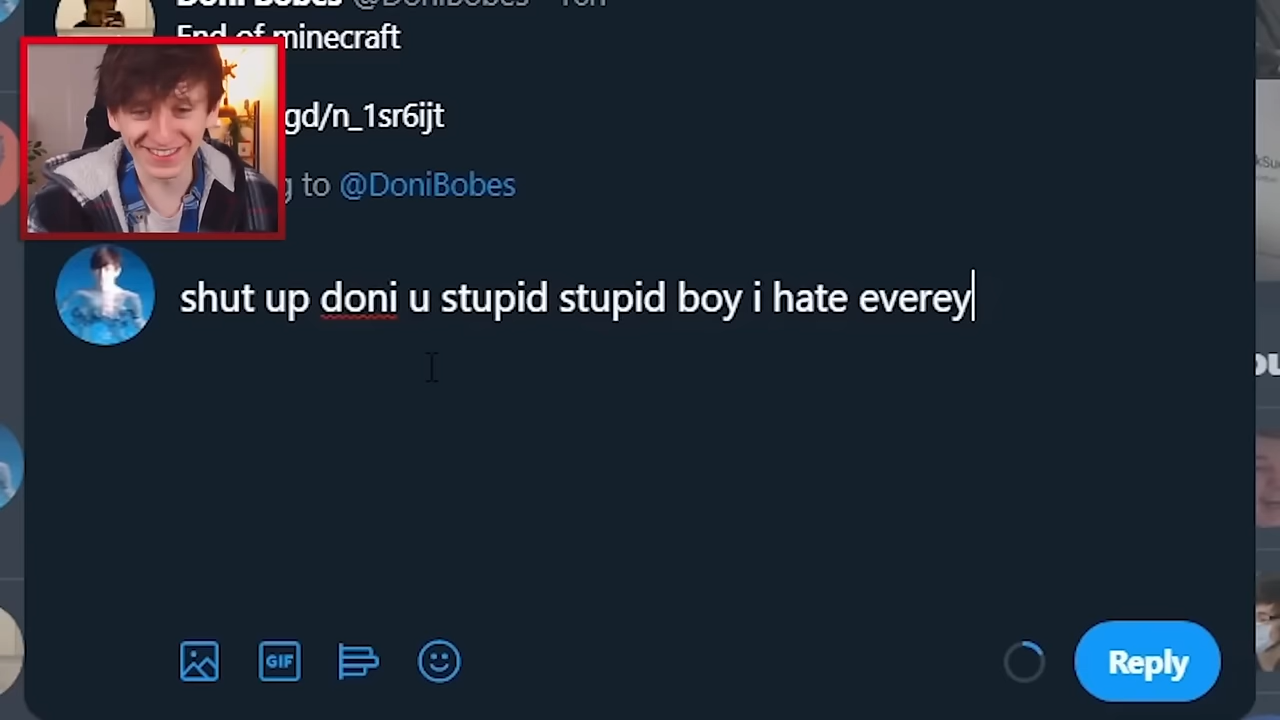 Doni Bobes @DoniBobes
End of minecraft
gd/n_1sr6ijt
g to @DoniBobes
shut up doni u stupid stupid boy i hate everey
GIF
Reply